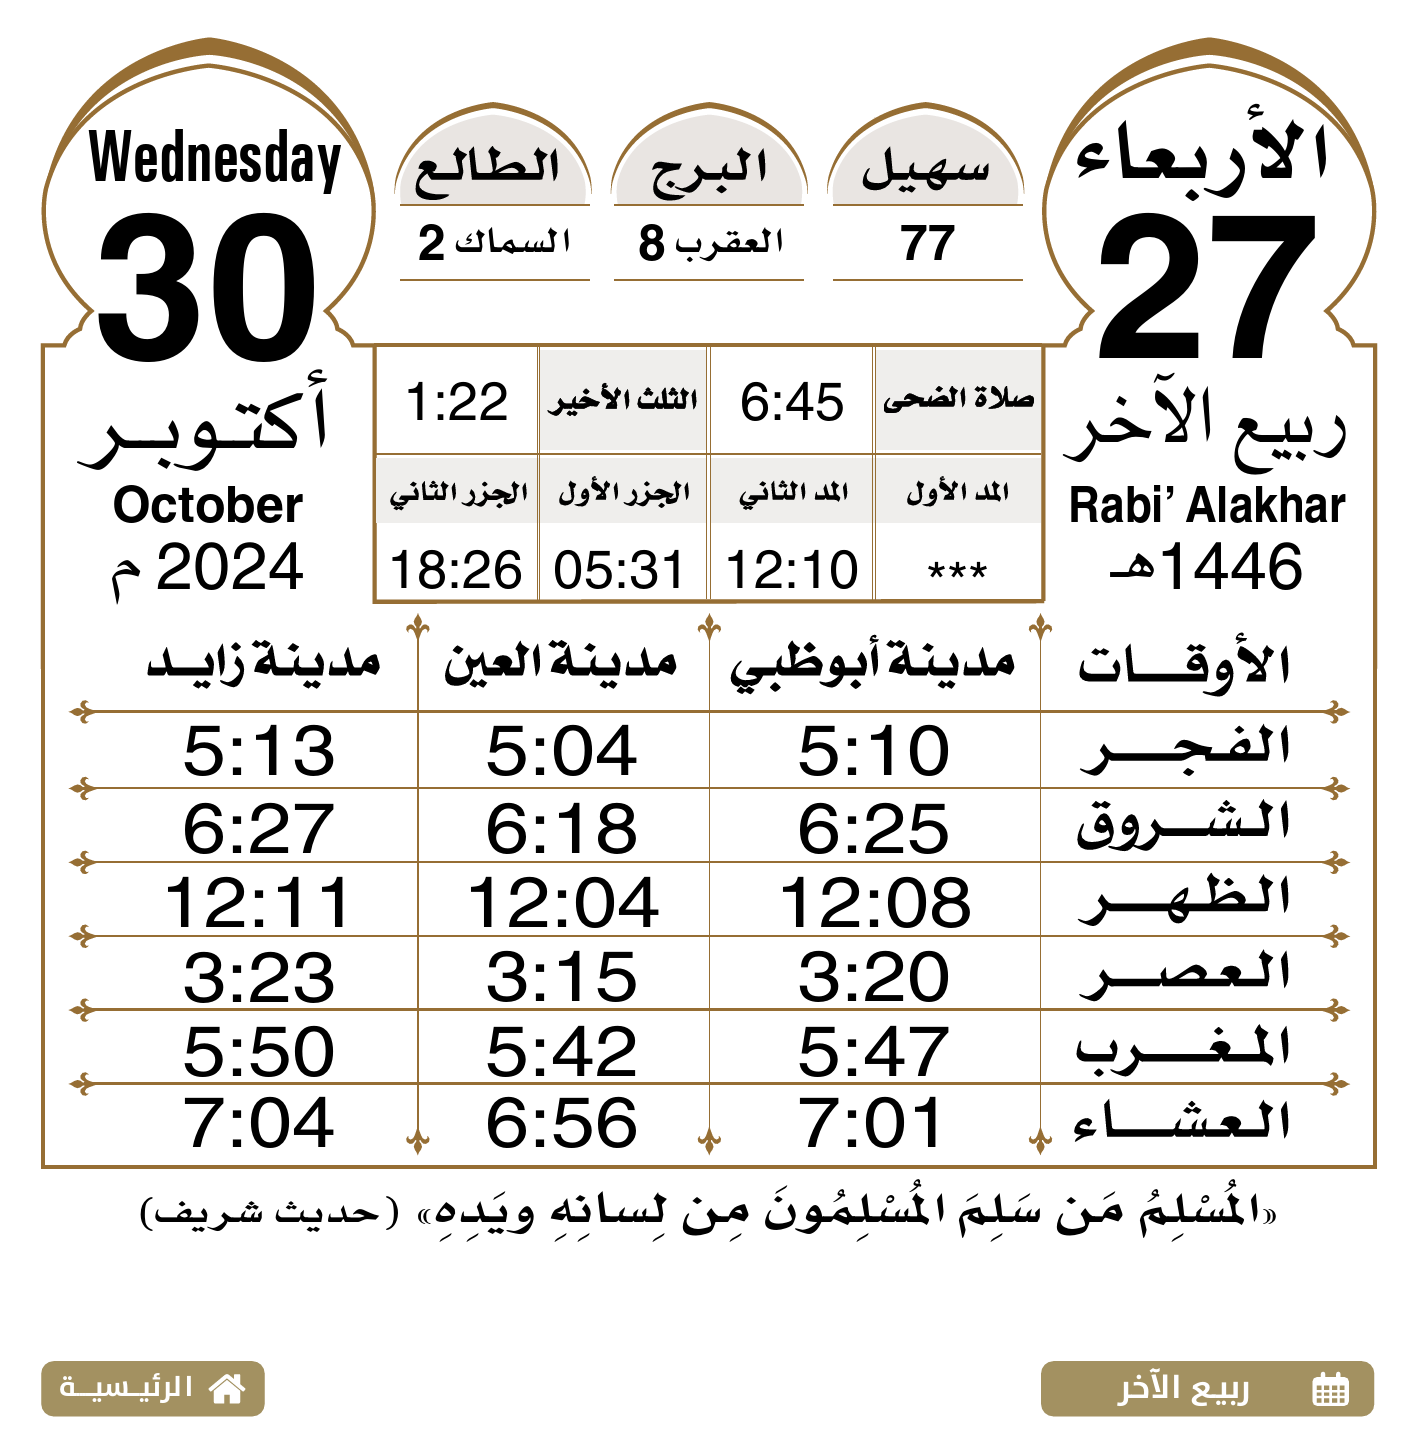 الأربعاء
27
ربيع الآخر
Rabi’ Alakhar
1446هـ
سهيل
77
البرج
العقرب 8
الطالع
السماك 2
Wednesday
30
أكتوبر
October
2024 م
صلاة الضحى 6:45 الثلث الأخير 1:22
المد الأول المد الثاني الجزر الأول الجزر الثاني
*** 12:10 05:31 18:26
الأوقات مدينة أبوظبي مدينة العين مدينة زايد
الفجر 5:10 5:04 5:13
الشروق 6:25 6:18 6:27
الظهر 12:08 12:04 12:11
العصر 3:20 3:15 3:23
المغرب 5:47 5:42 5:50
العشاء 7:01 6:56 7:04
«المُسْلِمُ مَن سَلِمَ المُسْلِمُونَ مِن لِسانِهِ ويَدِهِ» (حديث شريف)
ربيع الآخر
الرئيسية